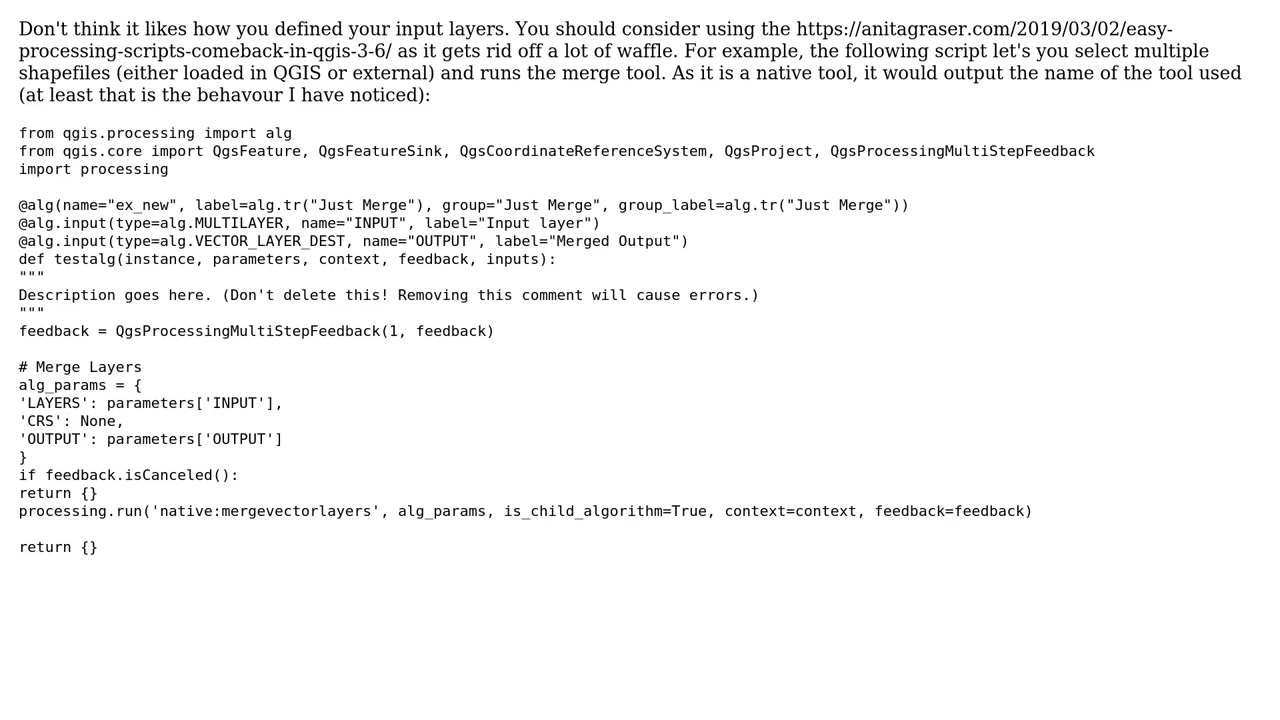 Don't think it likes how you defined your input layers. You should consider using the https://anitagraser.com/2019/03/02/easy-
processing-scripts-comeback-in-qgis-3-6/ as it gets rid off a lot of waffle. For example, the following script let's you select multiple
shapefiles (either loaded in QGIS or external) and runs the merge tool. As it is a native tool, it would output the name of the tool used
(at least that is the behavour I have noticed):
from qgis.processing import alg
from qgis.core import QgsFeature, QgsFeatureSink, QgsCoordinateReferenceSystem, QgsProject, QgsProcessingMultiStepFeedback
import processing
@alg(name="ex_new", label=alg.tr("Just Merge"), group="Just Merge", group_label=alg.tr("Just Merge"))
@alg.input(type=alg.MULTILAYER, name="INPUT", label="Input layer")
@alg.input(type=alg.VECTOR_LAYER_DEST, name="OUTPUT", label="Merged Output")
def testalg(instance, parameters, context, feedback, inputs):
"""
Description goes here. (Don't delete this! Removing this comment will cause errors.)
"""
feedback = QgsProcessingMultiStepFeedback(1, feedback)
# Merge Layers
alg_params = {
'LAYERS': parameters['INPUT'],
'CRS': None,
'OUTPUT': parameters['OUTPUT']
}
if feedback.isCanceled():
return {}
processing.run('native:mergevectorlayers', alg_params, is_child_algorithm=True, context=context, feedback=feedback)
return {}